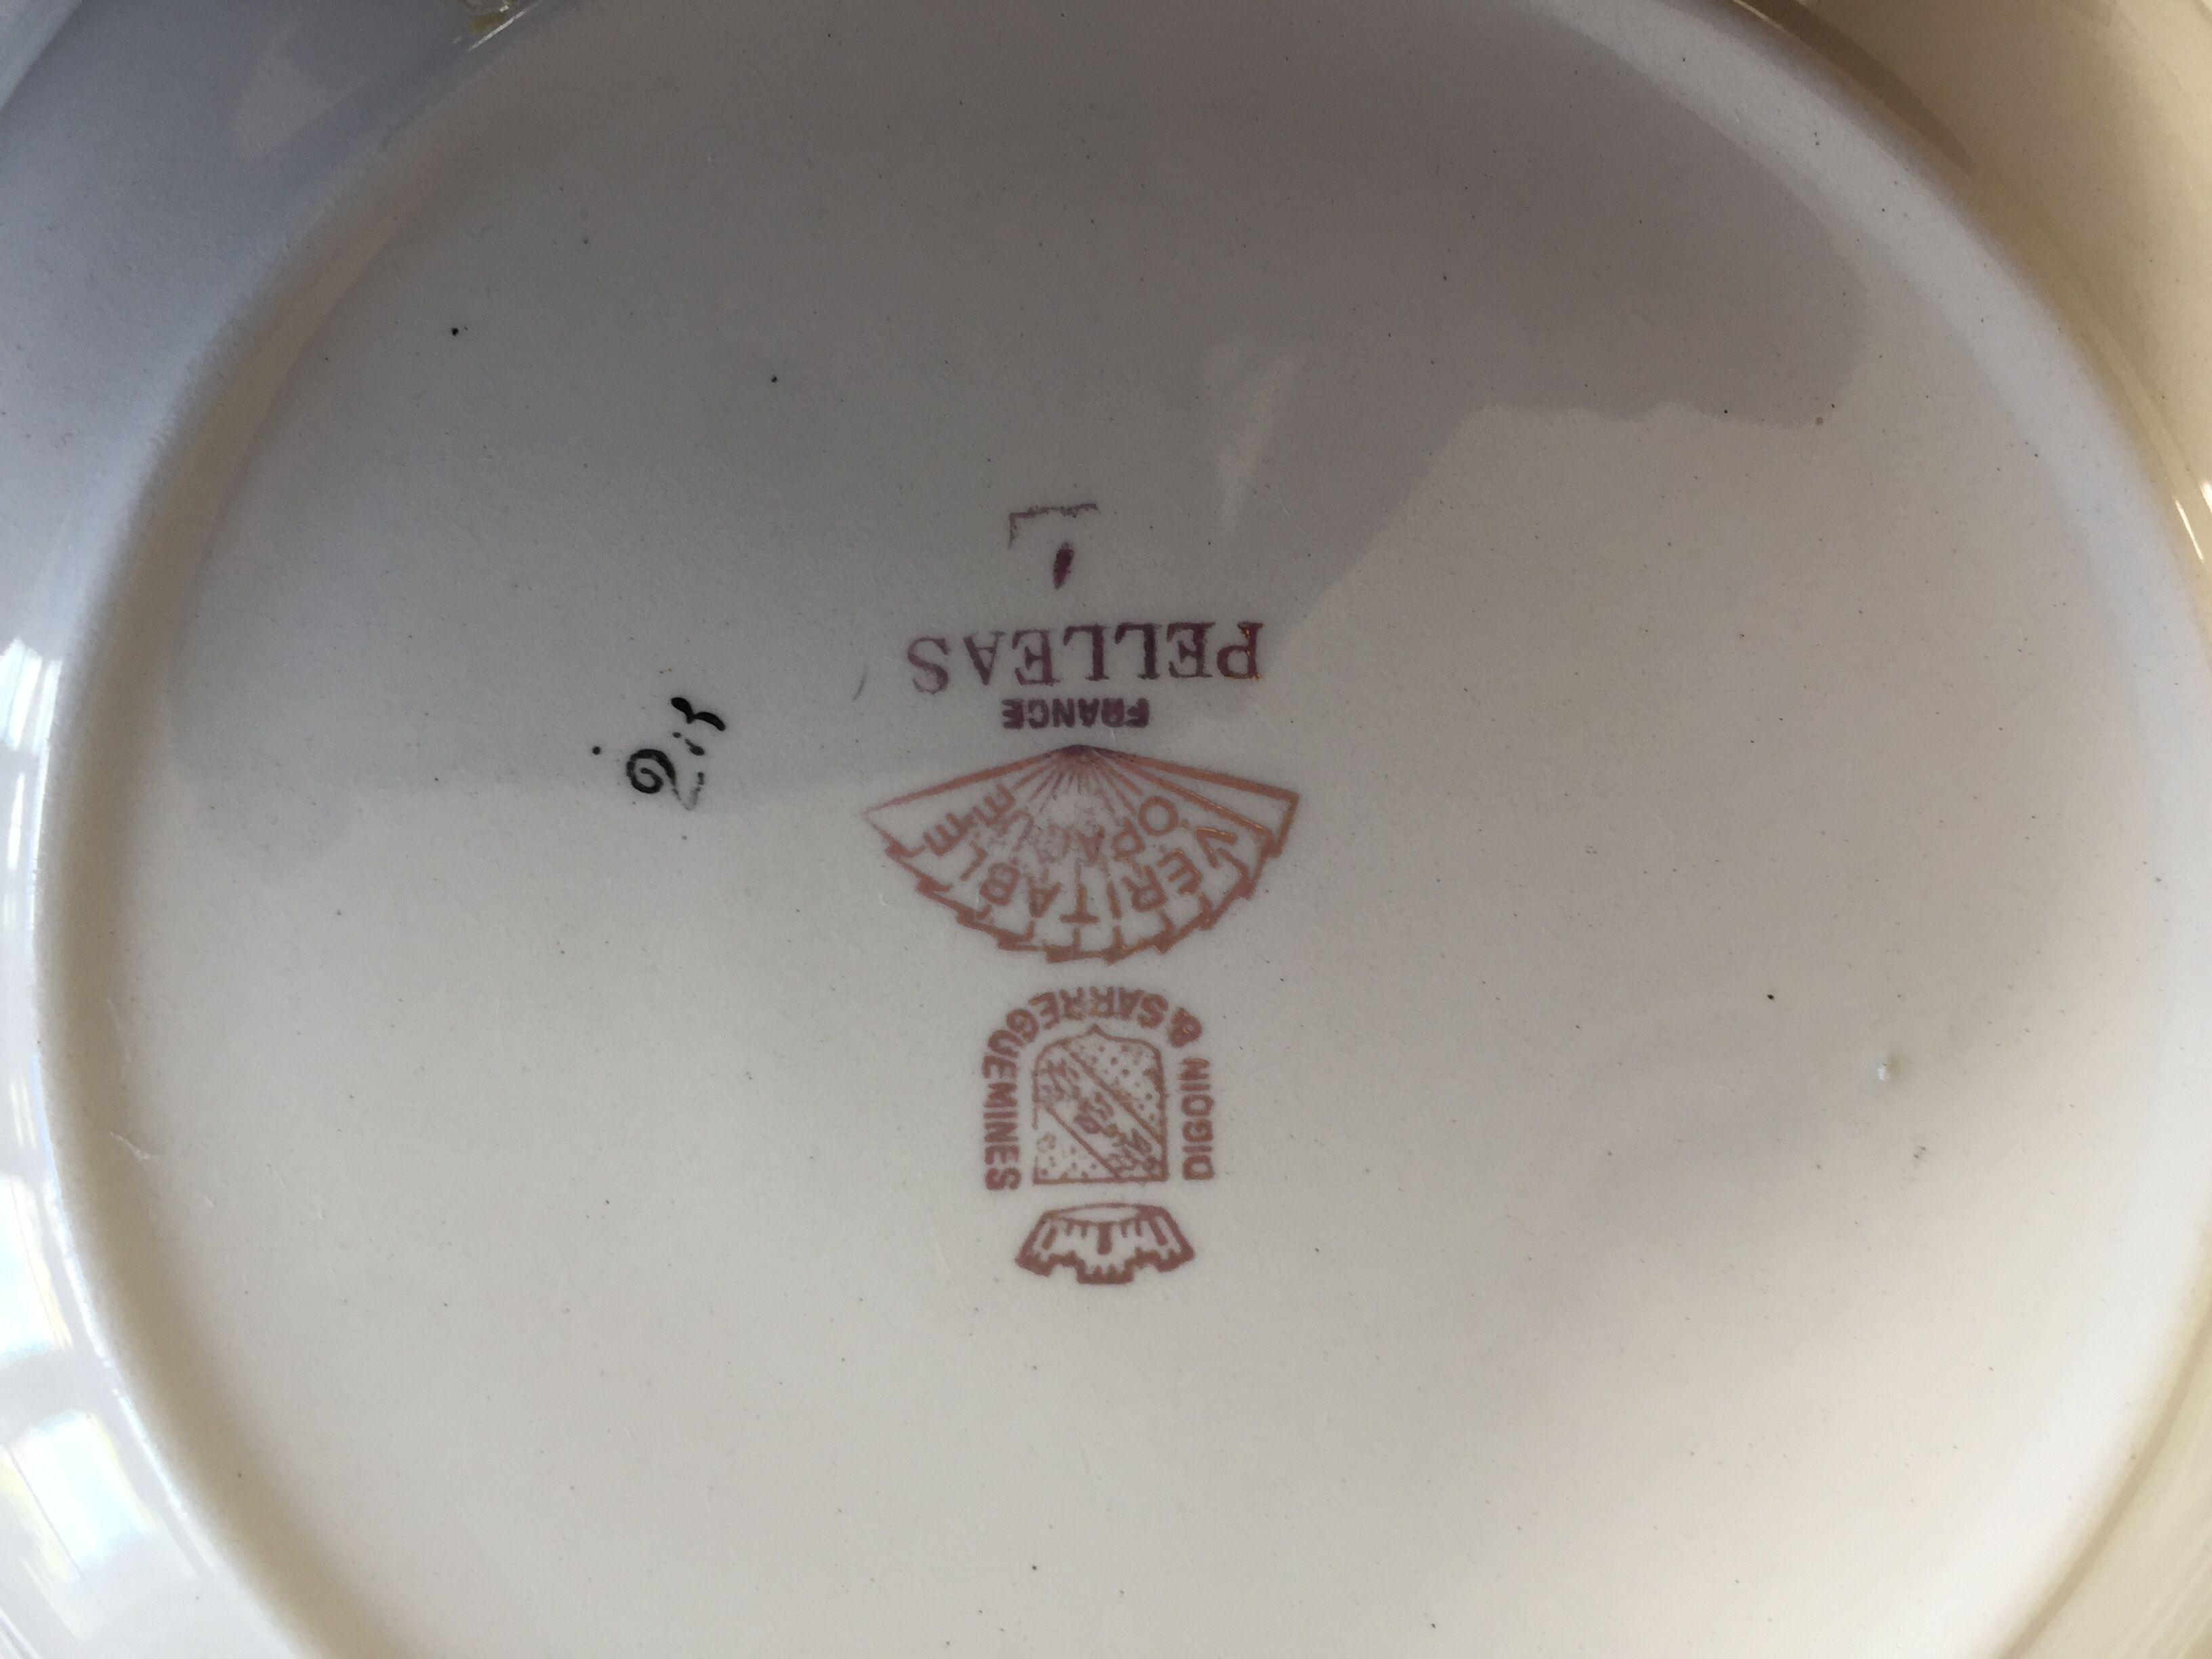 DIGOIN & SARREGUEMINES
VERITABLE
OPAQUE
FRANCE
PELLEAS